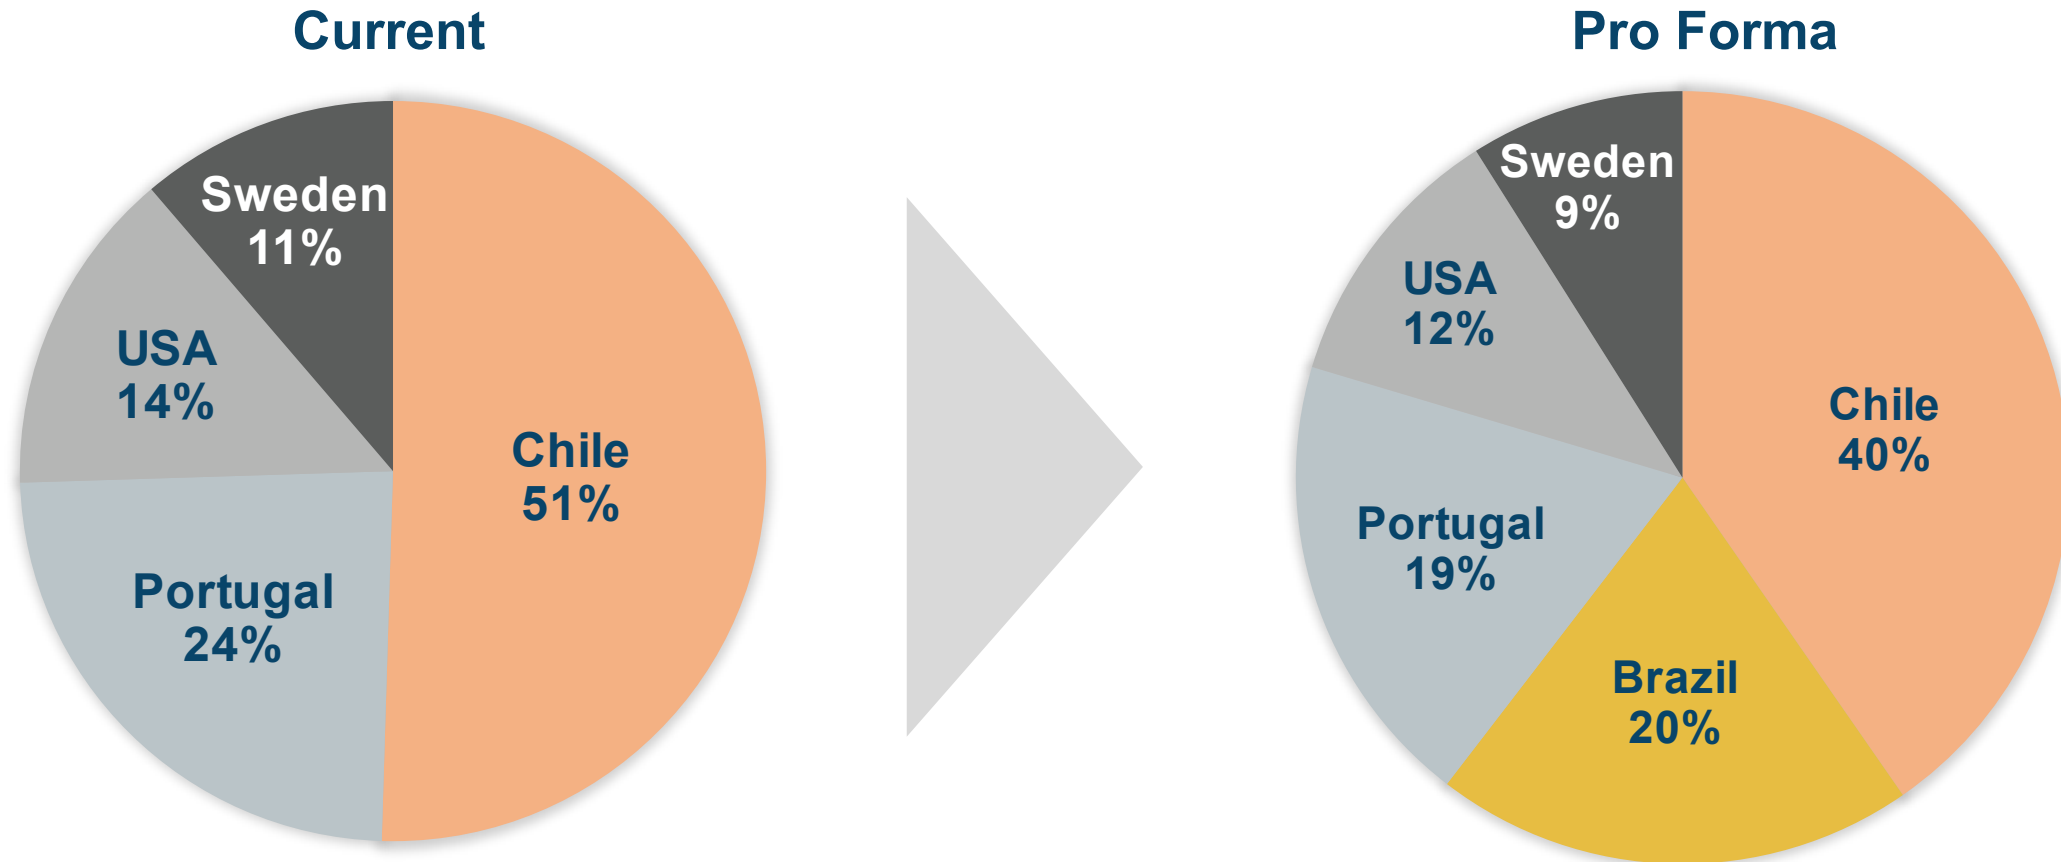 Current
Sweden
11%
USA
14%
Chile
51%
Portugal
24%
Pro Forma
Sweden
9%
USA
12%
Chile
40%
Portugal
19%
Brazil
20%